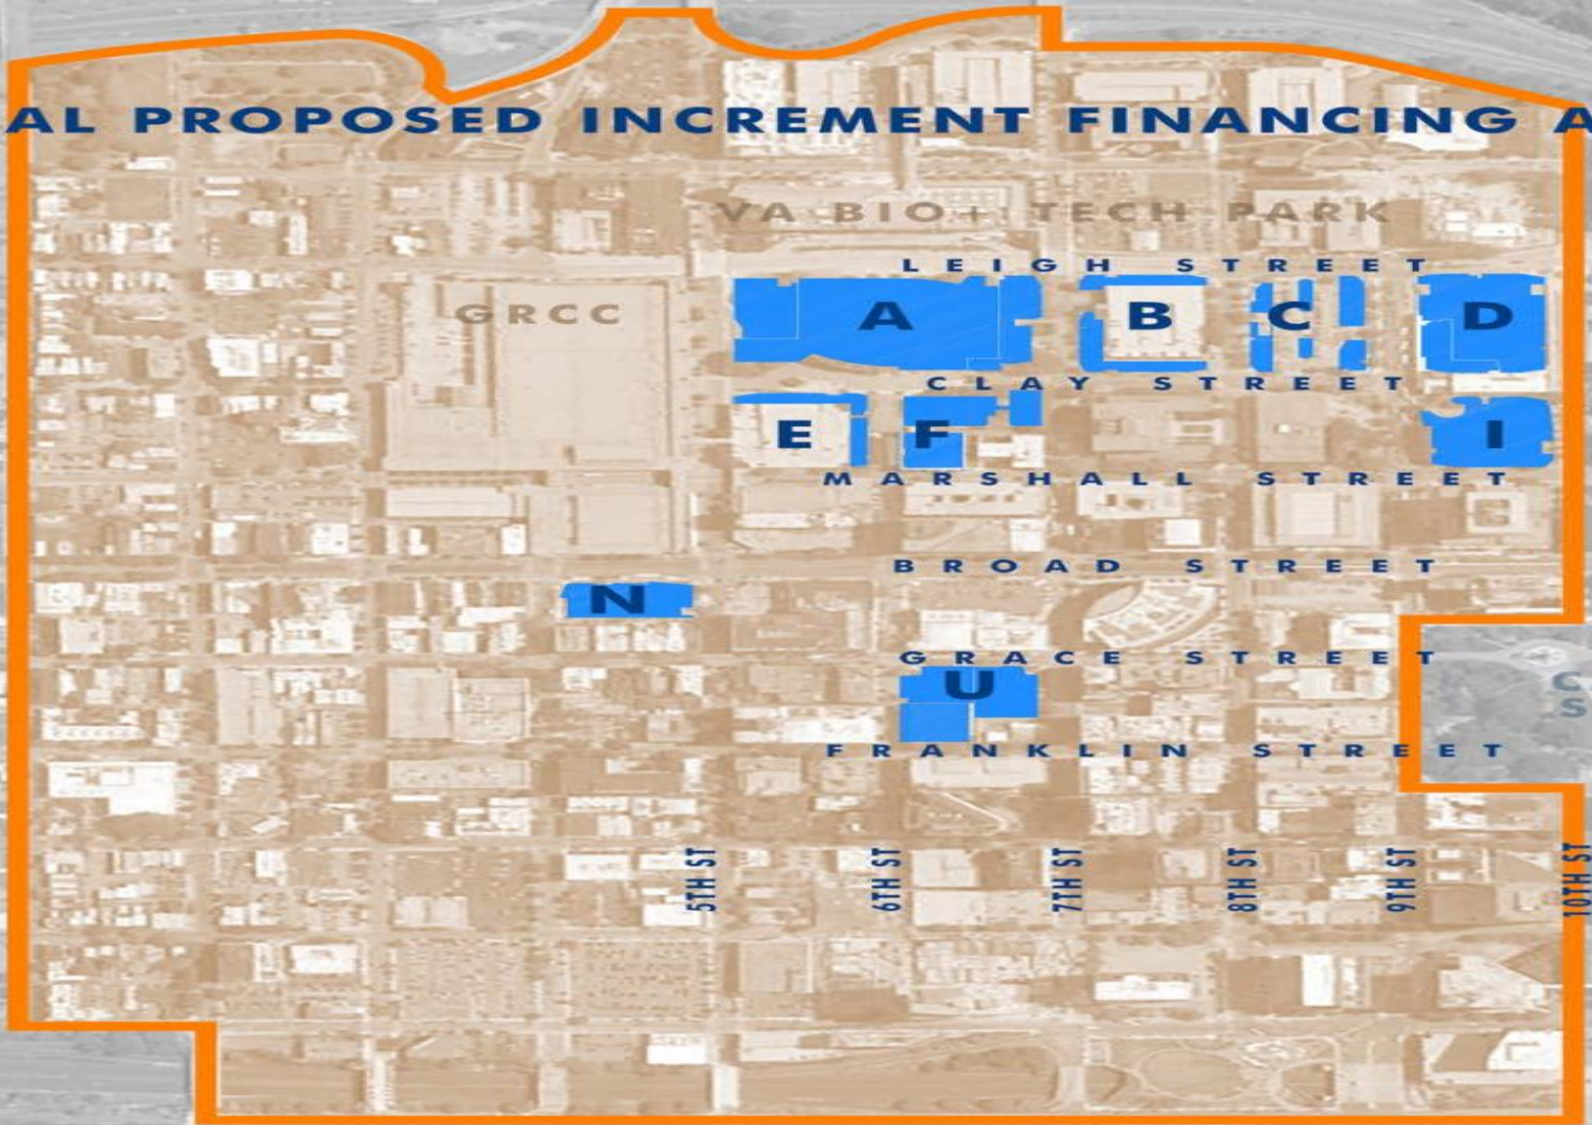 AL PROPOSED INCREMENT FINANCING A
VA BIO+ TECH PARK
LEIGH STREET
GRCC
A B C D
CLAY STREET
E F I
MARSHALL STREET
BROAD STREET
N
GRACE STREET
U
C
S
FRANKLIN STREET
5TH ST
6TH ST
7TH ST
8TH ST
9TH ST
10TH ST